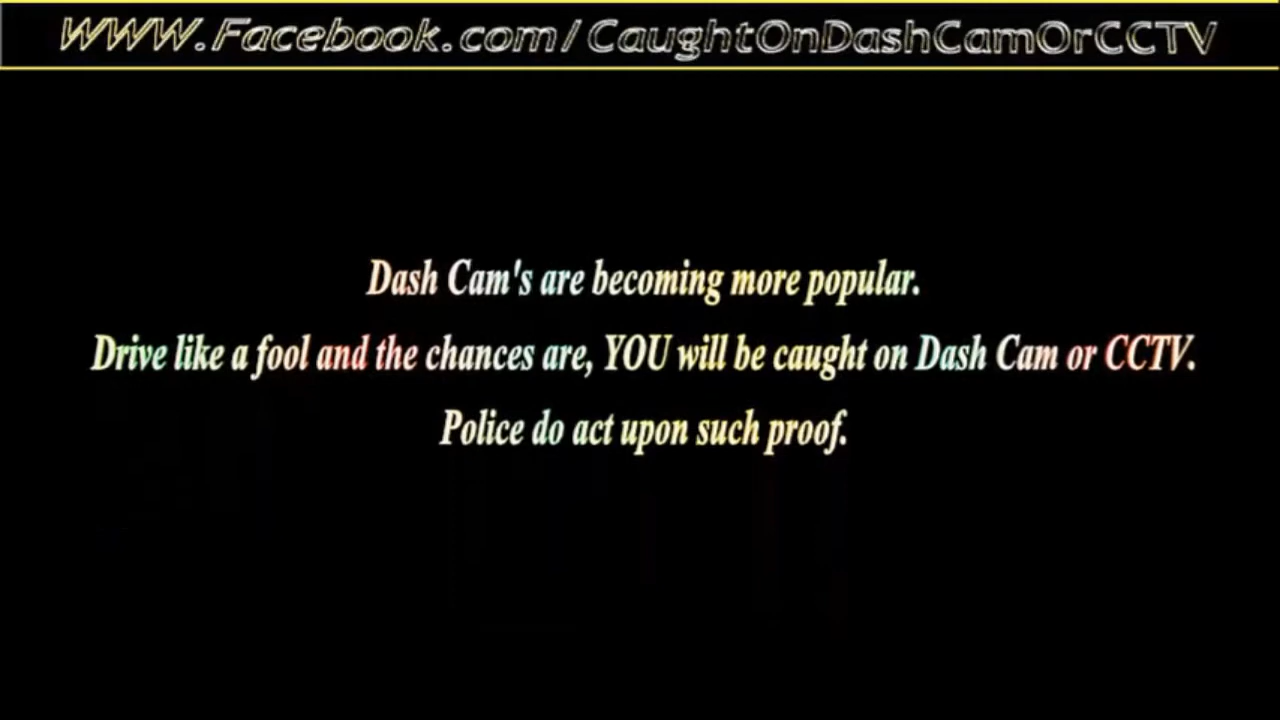 WWW.Facebook.com/CaughtOnDashCamOrCCTV
Dash Cam's are becoming more popular.
Drive like a fool and the chances are, YOU will be caught on Dash Cam or CCTV.
Police do act upon such proof.